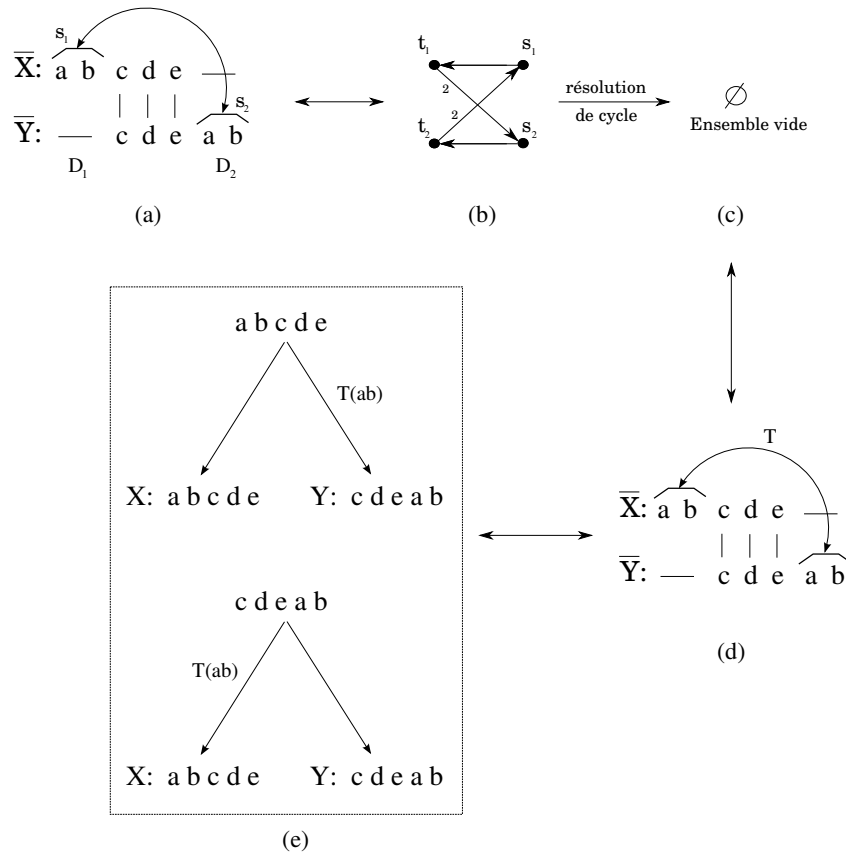 s₁
X̅: a b c d e —
s₂
Y̅: — c d e a b
D₁ D₂
(a)
t₁ s₁
2
2
t₂ s₂
(b)
résolution
de cycle
∅
Ensemble vide
(c)
a b c d e
T(ab)
X: a b c d e Y: c d e a b
c d e a b
T(ab)
X: a b c d e Y: c d e a b
(e)
T
X̅: a b c d e —
Y̅: — c d e a b
(d)